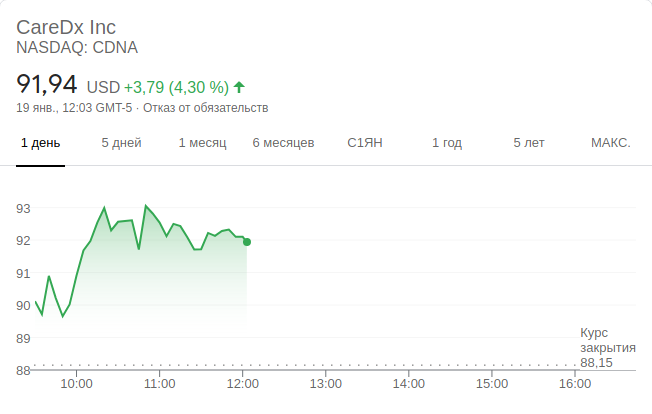 CareDx Inc
NASDAQ: CDNA
91,94 USD +3,79 (4,30 %)
19 янв., 12:03 GMT-5 · Отказ от обязательств
1 день 5 дней 1 месяц 6 месяцев С1ЯН 1 год 5 лет МАКС.
93
92
91
90
89
88
Курс
закрытия
88,15
10:00 11:00 12:00 13:00 14:00 15:00 16:00